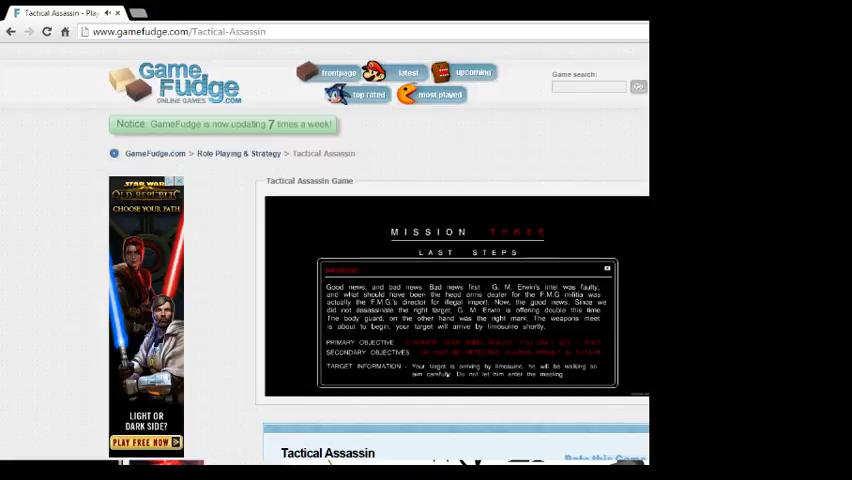 Tactical Assassin - Play
www.gamefudge.com/Tactical-Assassin
Game Fudge
ONLINE GAMES .COM
frontpage latest upcoming
top rated most played
Game search:
Go
Notice: GameFudge is now updating 7 times a week!
GameFudge.com > Role Playing & Strategy > Tactical Assassin
STAR WARS
OLD REPUBLIC
CHOOSE YOUR PATH
LIGHT OR
DARK SIDE?
PLAY FREE NOW
Tactical Assassin Game
MISSION THREE
LAST STEPS
BRIEFING
Good news, and bad news. Bad news first . G. M. Erwin's intel was faulty,
and what should have been the head arms dealer for the F.M.G militia was
actually the F.M.G.'s director for illegal import. Now, the good news. Since we
did not assassinate the right target, G. M. Erwin is offering double this time
The body guard, on the other hand was the right mark. The weapons meet
is about to begin, your target will arrive by limousine shortly.
PRIMARY OBJECTIVE
SECONDARY OBJECTIVES
TARGET INFORMATION - Your target is arriving by limousine, he will be walking so
aim carefully. Do not let him enter the meeting.
Tactical Assassin
Rate this Game